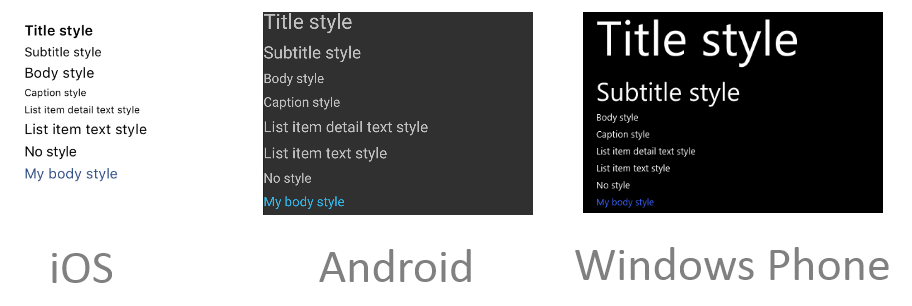 Title style
Subtitle style
Body style
Caption style
List item detail text style
List item text style
No style
My body style
iOS
Title style
Subtitle style
Body style
Caption style
List item detail text style
List item text style
No style
My body style
Android
Title style
Subtitle style
Body style
Caption style
List item detail text style
List item text style
No style
My body style
Windows Phone